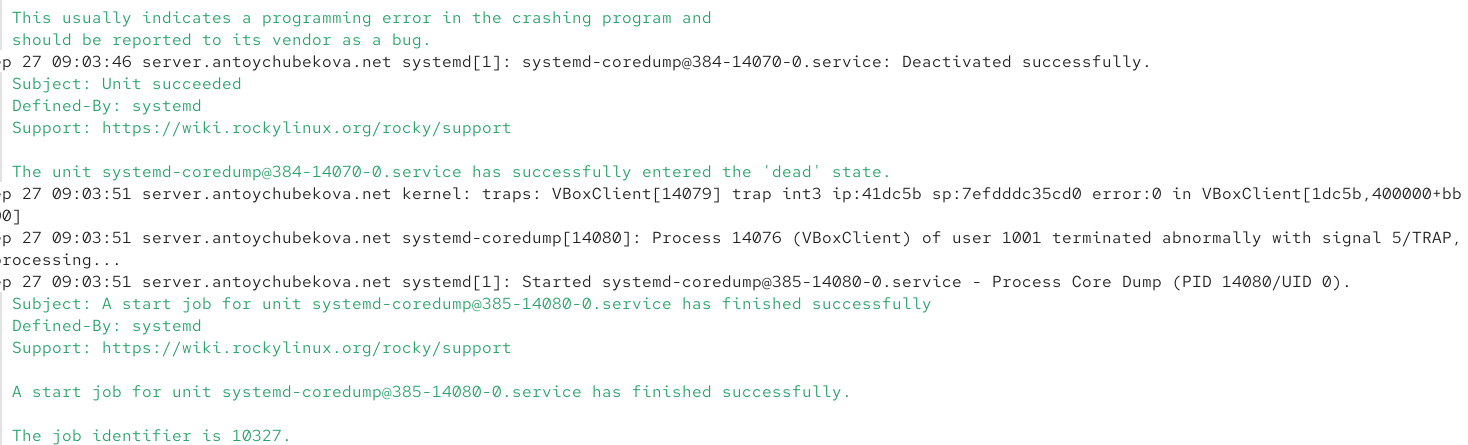 This usually indicates a programming error in the crashing program and
should be reported to its vendor as a bug.
ep 27 09:03:46 server.antoychubekova.net systemd[1]: systemd-coredump@384-14070-0.service: Deactivated successfully.
Subject: Unit succeeded
Defined-By: systemd
Support: https://wiki.rockylinux.org/rocky/support
The unit systemd-coredump@384-14070-0.service has successfully entered the 'dead' state.
ep 27 09:03:51 server.antoychubekova.net kernel: traps: VBoxClient[14079] trap int3 ip:41dc5b sp:7efdddc35cd0 error:0 in VBoxClient[1dc5b,400000+bb
00]
ep 27 09:03:51 server.antoychubekova.net systemd-coredump[14080]: Process 14076 (VBoxClient) of user 1001 terminated abnormally with signal 5/TRAP,
processing...
ep 27 09:03:51 server.antoychubekova.net systemd[1]: Started systemd-coredump@385-14080-0.service - Process Core Dump (PID 14080/UID 0).
Subject: A start job for unit systemd-coredump@385-14080-0.service has finished successfully
Defined-By: systemd
Support: https://wiki.rockylinux.org/rocky/support
A start job for unit systemd-coredump@385-14080-0.service has finished successfully.
The job identifier is 10327.